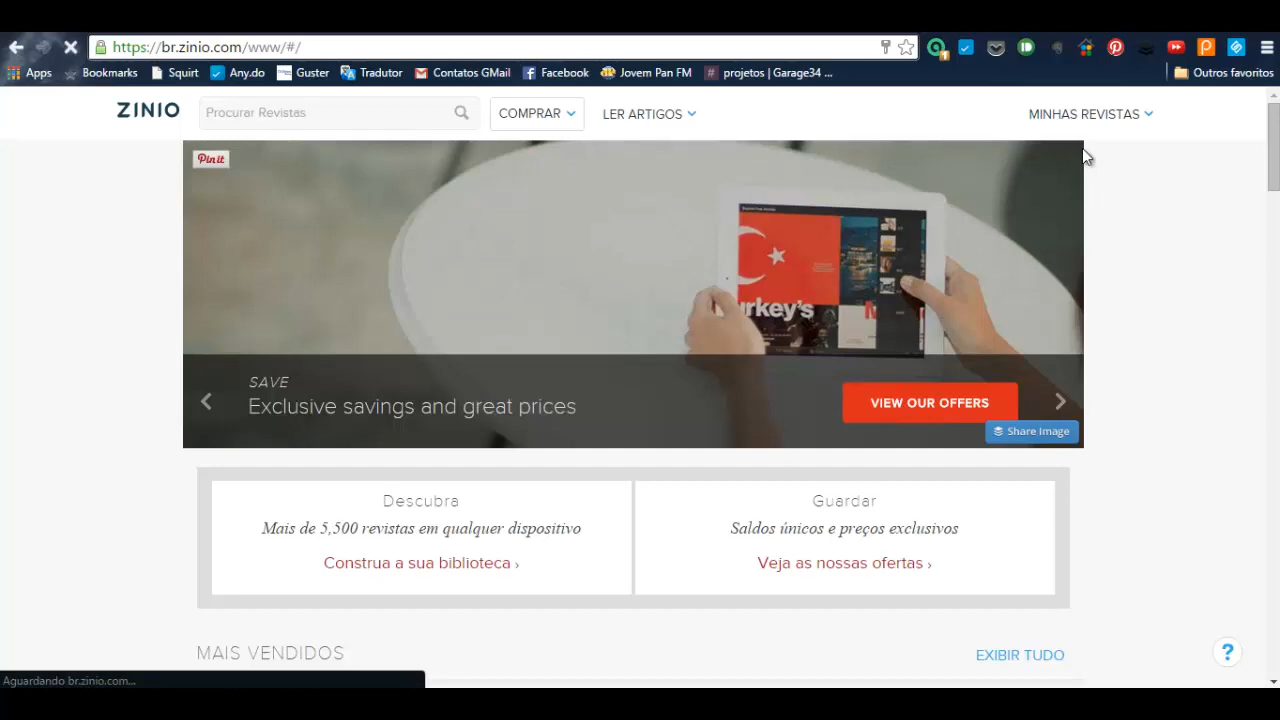 https://br.zinio.com/www/#/
1
Apps Bookmarks Squirt Any.do Guster Tradutor Contatos GMail Facebook Jovem Pan FM projetos | Garage34 ... Outros favoritos
ZINIO Procurar Revistas COMPRAR LER ARTIGOS MINHAS REVISTAS
Pin it
urkey's
SAVE
Exclusive savings and great prices
VIEW OUR OFFERS
Share Image
Descubra
Mais de 5,500 revistas em qualquer dispositivo
Construa a sua biblioteca ›
Guardar
Saldos únicos e preços exclusivos
Veja as nossas ofertas ›
MAIS VENDIDOS EXIBIR TUDO
?
Aguardando br.zinio.com...